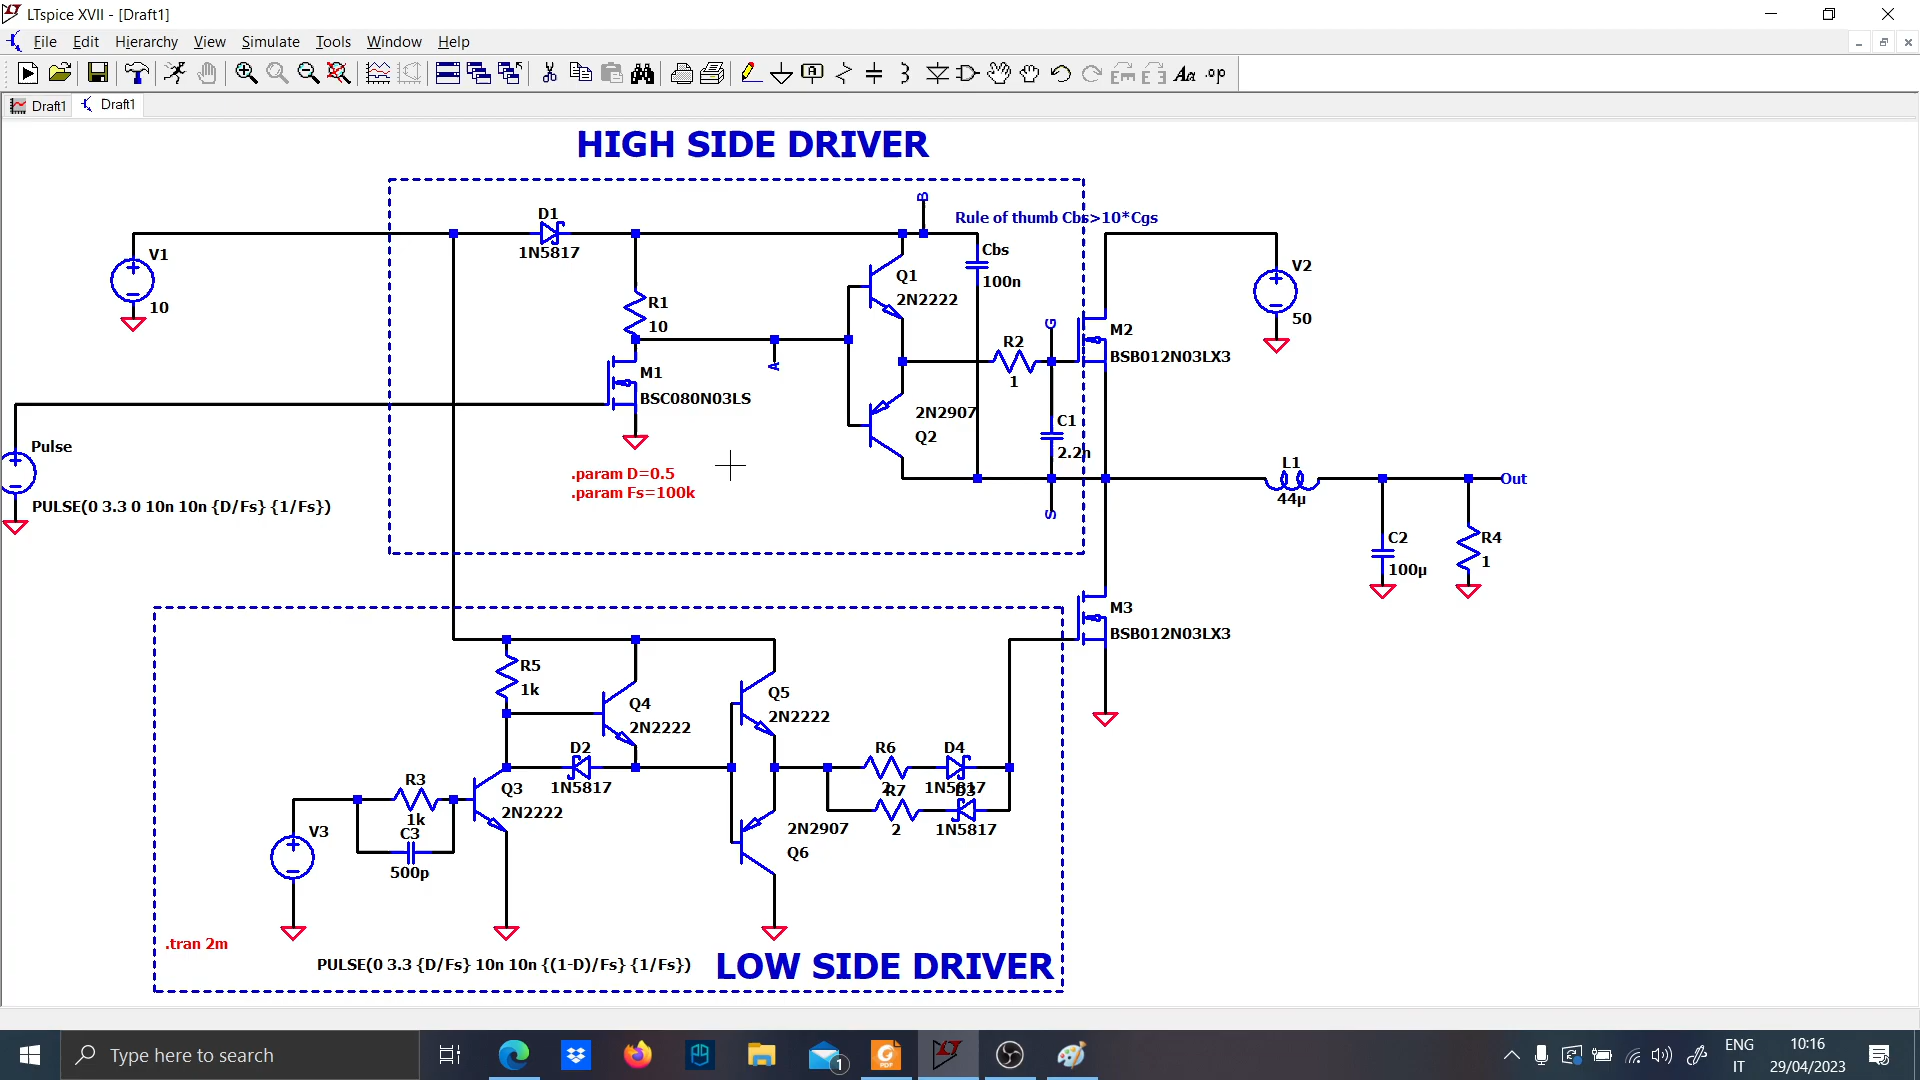 LTspice XVII - [Draft1]
File Edit Hierarchy View Simulate Tools Window Help
Aa .op
Draft1 Draft1
HIGH SIDE DRIVER
B
Rule of thumb Cbs>10*Cgs
D1
1N5817
V1
10
R1
10
Q1
2N2222
Cbs
100n
V2
50
M1
BSC080N03LS
A
R2
1
G
M2
BSB012N03LX3
2N2907
Q2
C1
2.2n
Pulse
PULSE(0 3.3 0 10n 10n {D/Fs} {1/Fs})
.param D=0.5
.param Fs=100k
S
L1
44µ
Out
C2
100µ
R4
1
M3
BSB012N03LX3
R5
1k
Q4
2N2222
Q5
2N2222
D2
1N5817
R6
2
D4
1N5817
R7
2
D3
1N5817
R3
1k
C3
500p
Q3
2N2222
V3
2N2907
Q6
.tran 2m
PULSE(0 3.3 {D/Fs} 10n 10n {(1-D)/Fs} {1/Fs})
LOW SIDE DRIVER
Type here to search
1
PDF
ENG
IT
10:16
29/04/2023